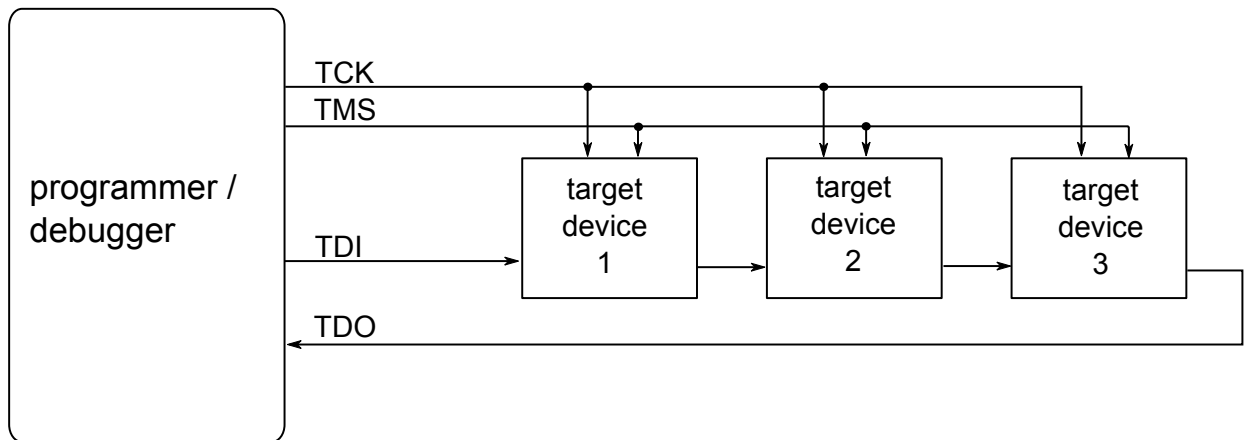 TCK
TMS
programmer /
debugger
TDI
TDO
target
device
1
target
device
2
target
device
3